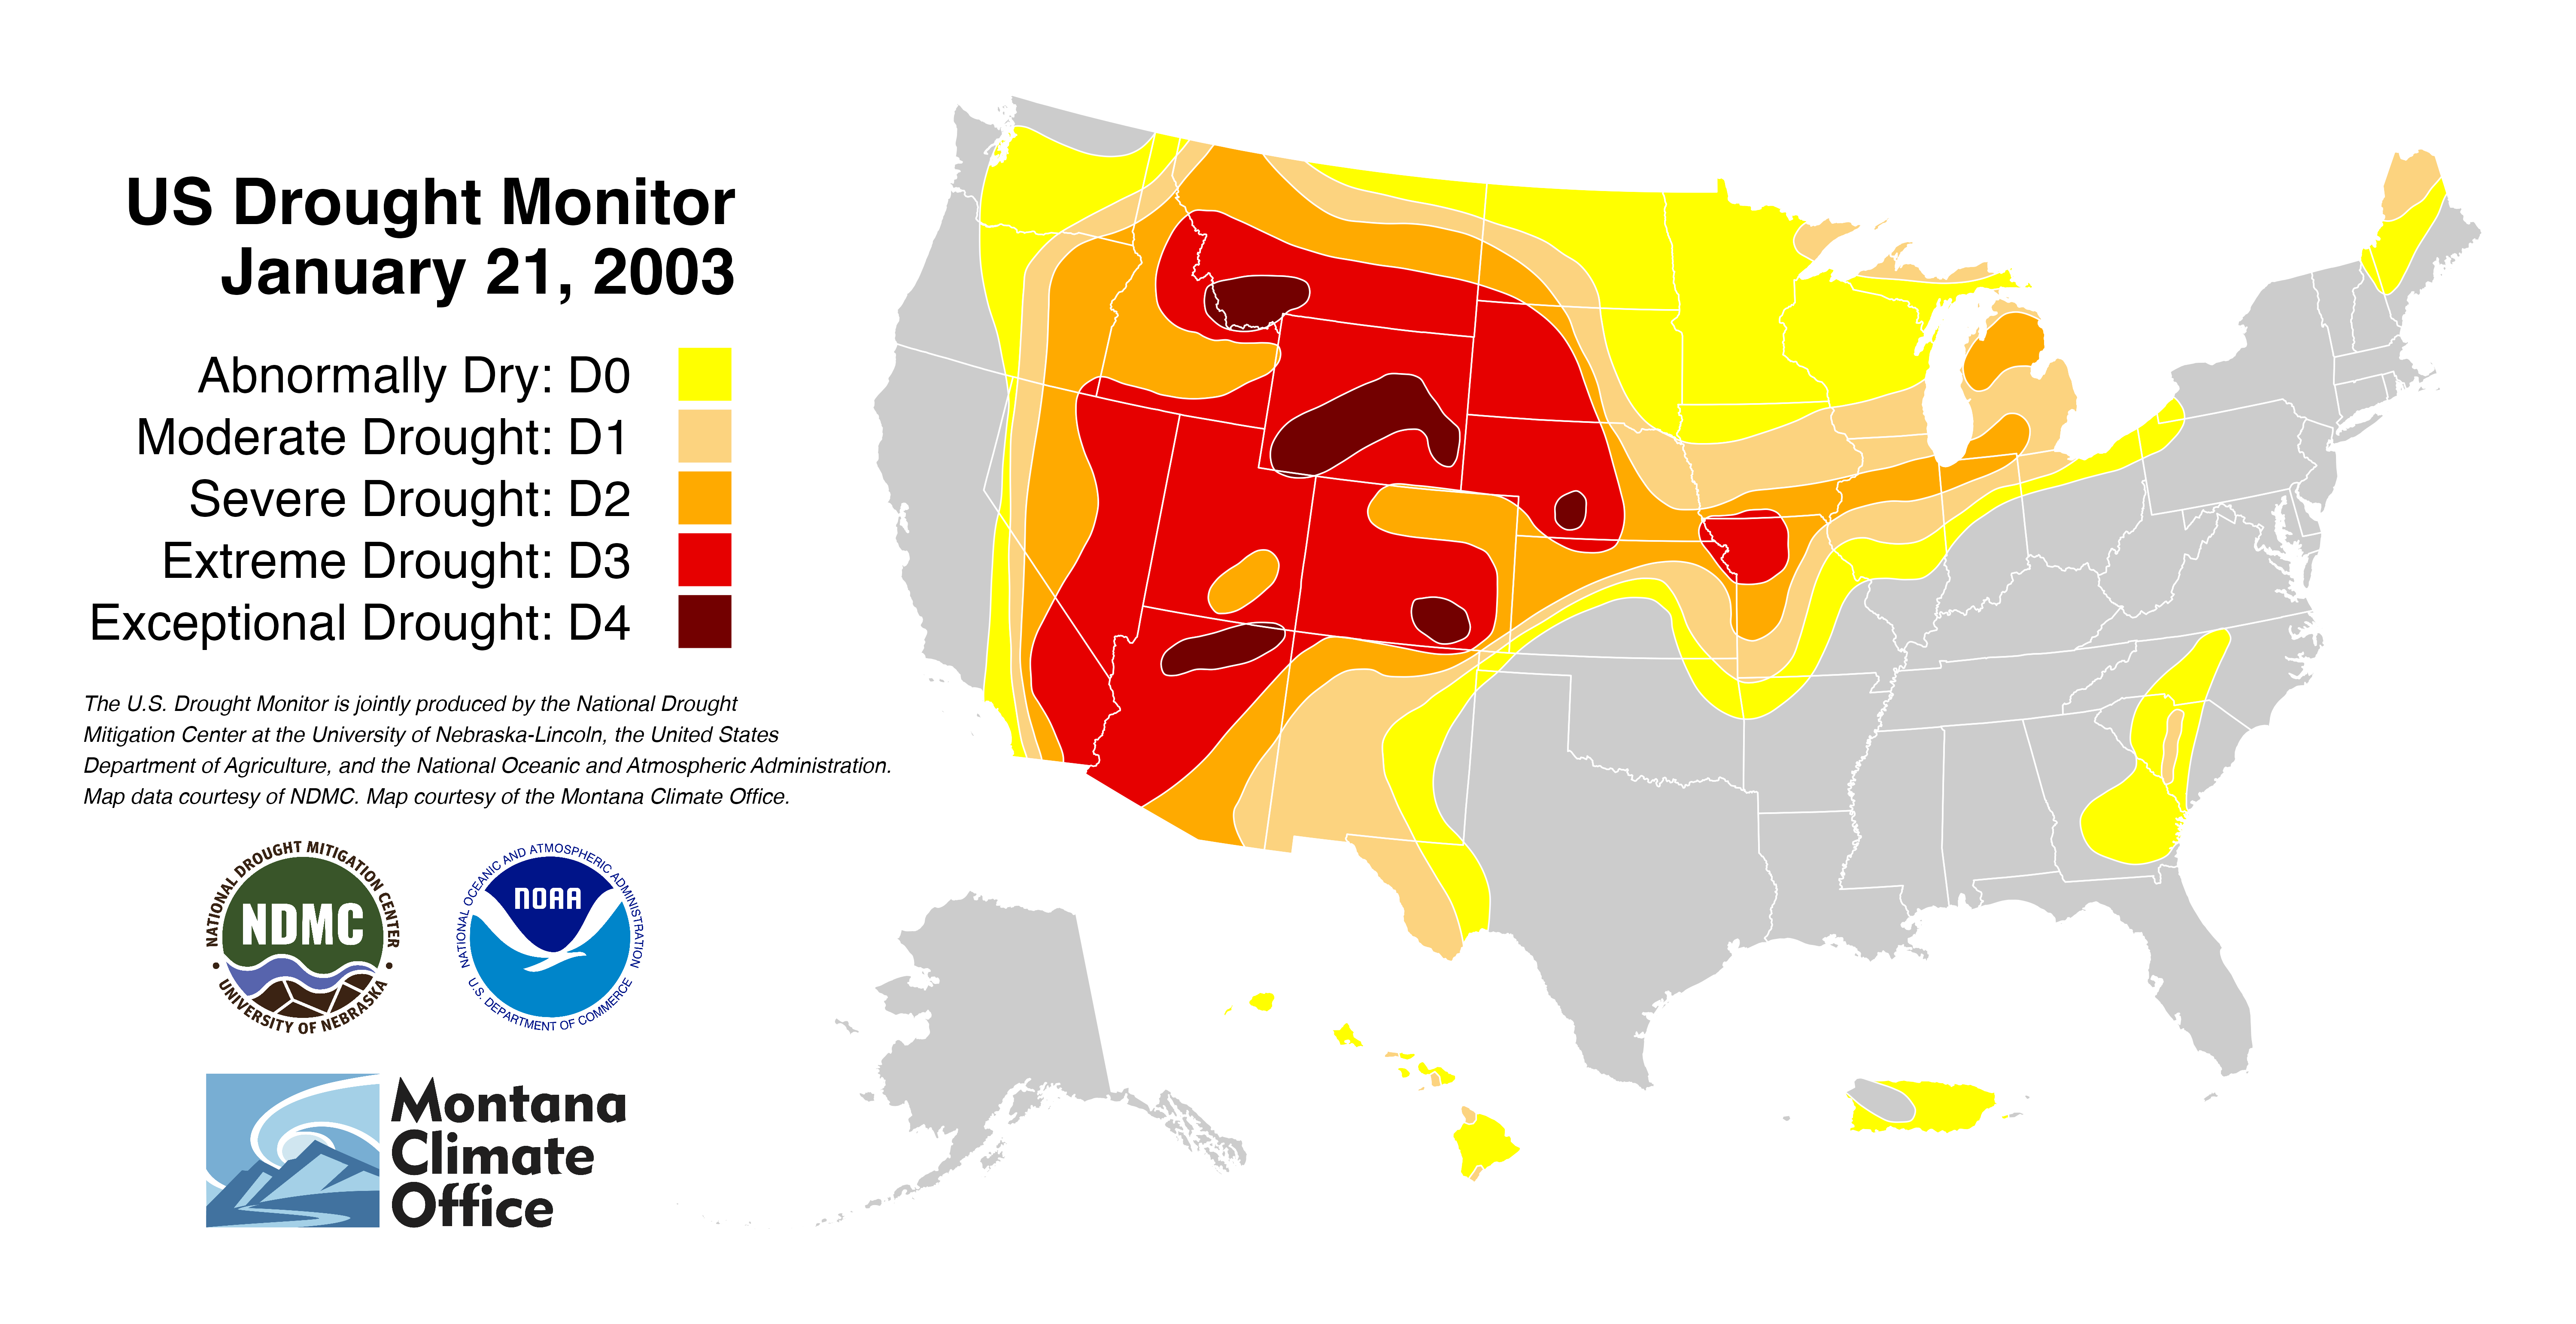 US Drought Monitor
January 21, 2003
Abnormally Dry: D0
Moderate Drought: D1
Severe Drought: D2
Extreme Drought: D3
Exceptional Drought: D4
The U.S. Drought Monitor is jointly produced by the National Drought
Mitigation Center at the University of Nebraska-Lincoln, the United States
Department of Agriculture, and the National Oceanic and Atmospheric Administration.
Map data courtesy of NDMC. Map courtesy of the Montana Climate Office.
NATIONAL DROUGHT MITIGATION CENTER
NDMC
• UNIVERSITY OF NEBRASKA •
NATIONAL OCEANIC AND ATMOSPHERIC ADMINISTRATION
NOAA
U.S. DEPARTMENT OF COMMERCE
Montana
Climate
Office